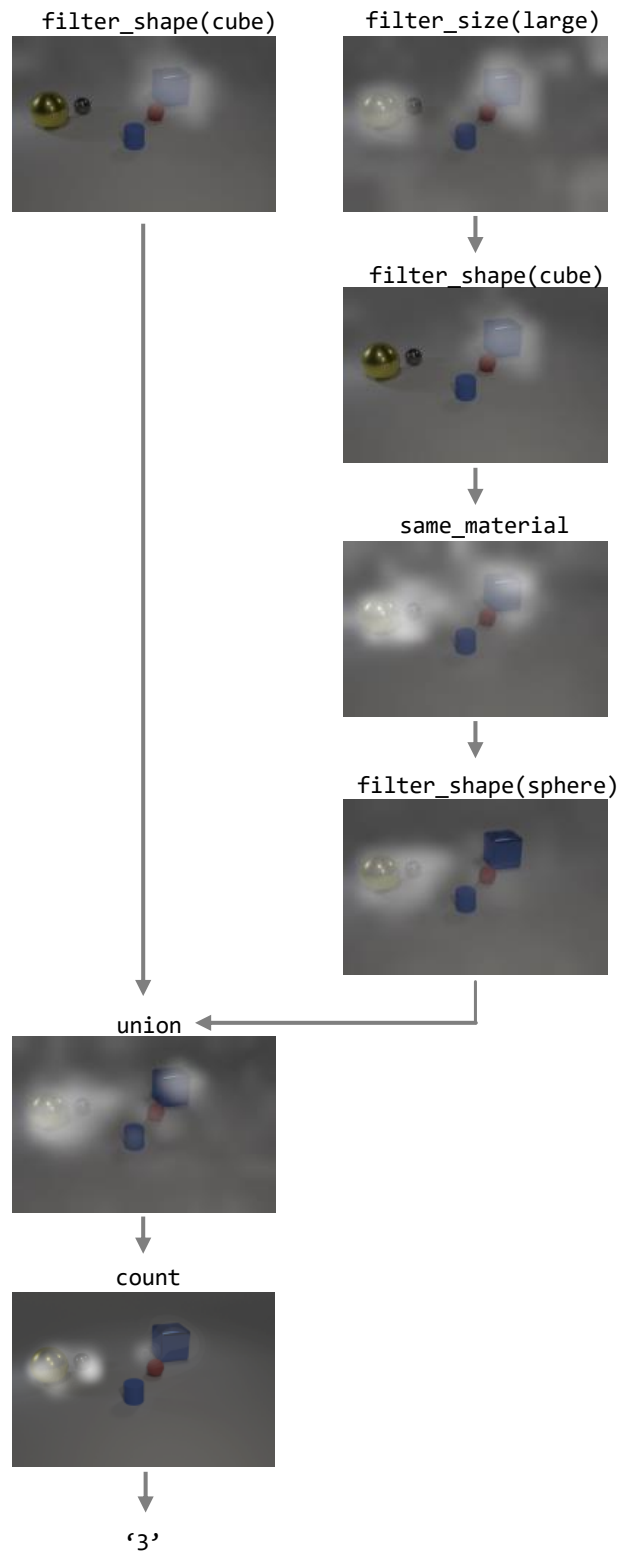 filter_shape(cube)
filter_size(large)
filter_shape(cube)
same_material
filter_shape(sphere)
union
count
‘3’